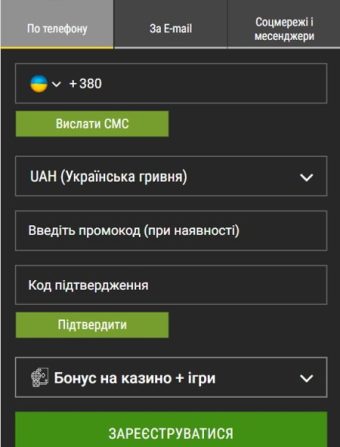 По телефону
За E-mail
Соцмережі і
месенджери
+380
Вислати СМС
UAH (Українська гривня)
Введіть промокод (при наявності)
Код підтвердження
Підтвердити
Бонус на казино + ігри
ЗАРЕЄСТРУВАТИСЯ